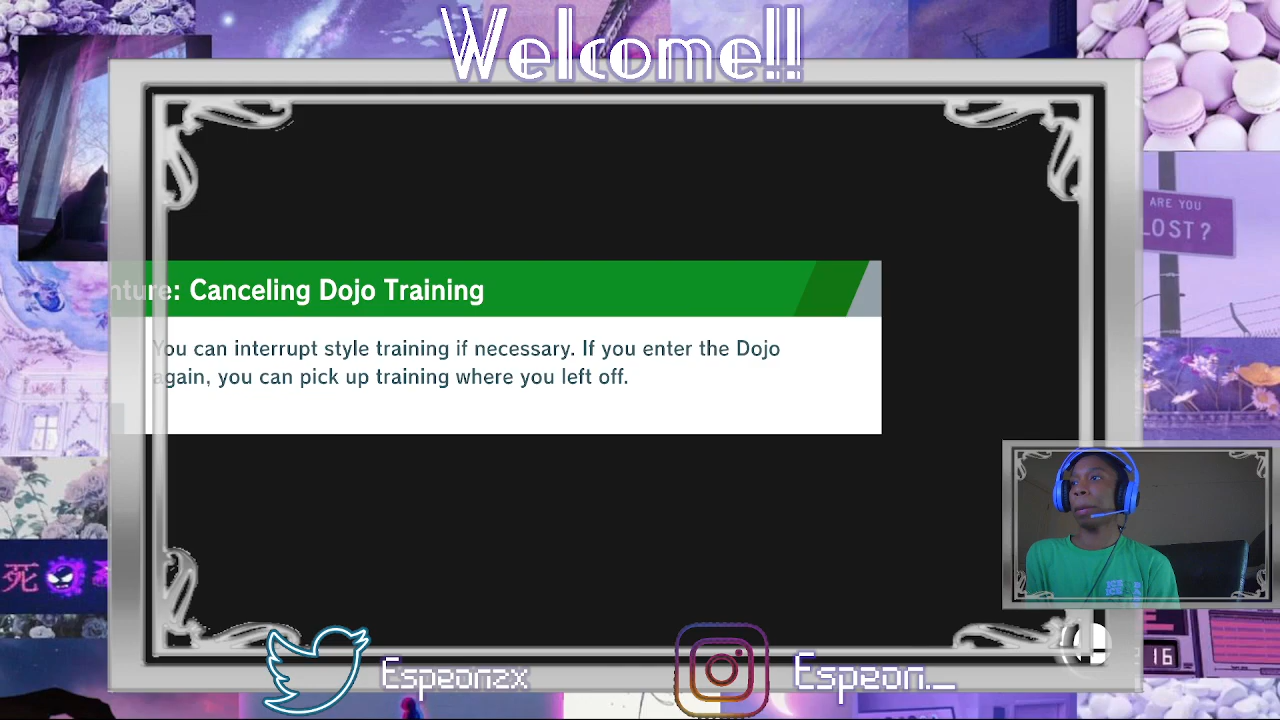 Welcome!!
ARE YOU
LOST?
nture: Canceling Dojo Training
You can interrupt style training if necessary. If you enter the Dojo
again, you can pick up training where you left off.
死
16
Espeonzx
Espeon._